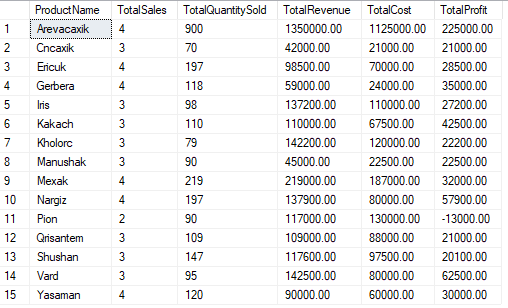 ProductName TotalSales TotalQuantitySold TotalRevenue TotalCost TotalProfit
1 Arevacaxik 4 900 1350000.00 1125000.00 225000.00
2 Cncaxik 3 70 42000.00 21000.00 21000.00
3 Ericuk 4 197 98500.00 70000.00 28500.00
4 Gerbera 4 118 59000.00 24000.00 35000.00
5 Iris 3 98 137200.00 110000.00 27200.00
6 Kakach 3 110 110000.00 67500.00 42500.00
7 Kholorc 3 79 142200.00 120000.00 22200.00
8 Manushak 3 90 45000.00 22500.00 22500.00
9 Mexak 4 219 219000.00 187000.00 32000.00
10 Nargiz 4 197 137900.00 80000.00 57900.00
11 Pion 2 90 117000.00 130000.00 -13000.00
12 Qrisantem 3 109 109000.00 88000.00 21000.00
13 Shushan 3 147 117600.00 97500.00 20100.00
14 Vard 3 95 142500.00 80000.00 62500.00
15 Yasaman 4 120 90000.00 60000.00 30000.00